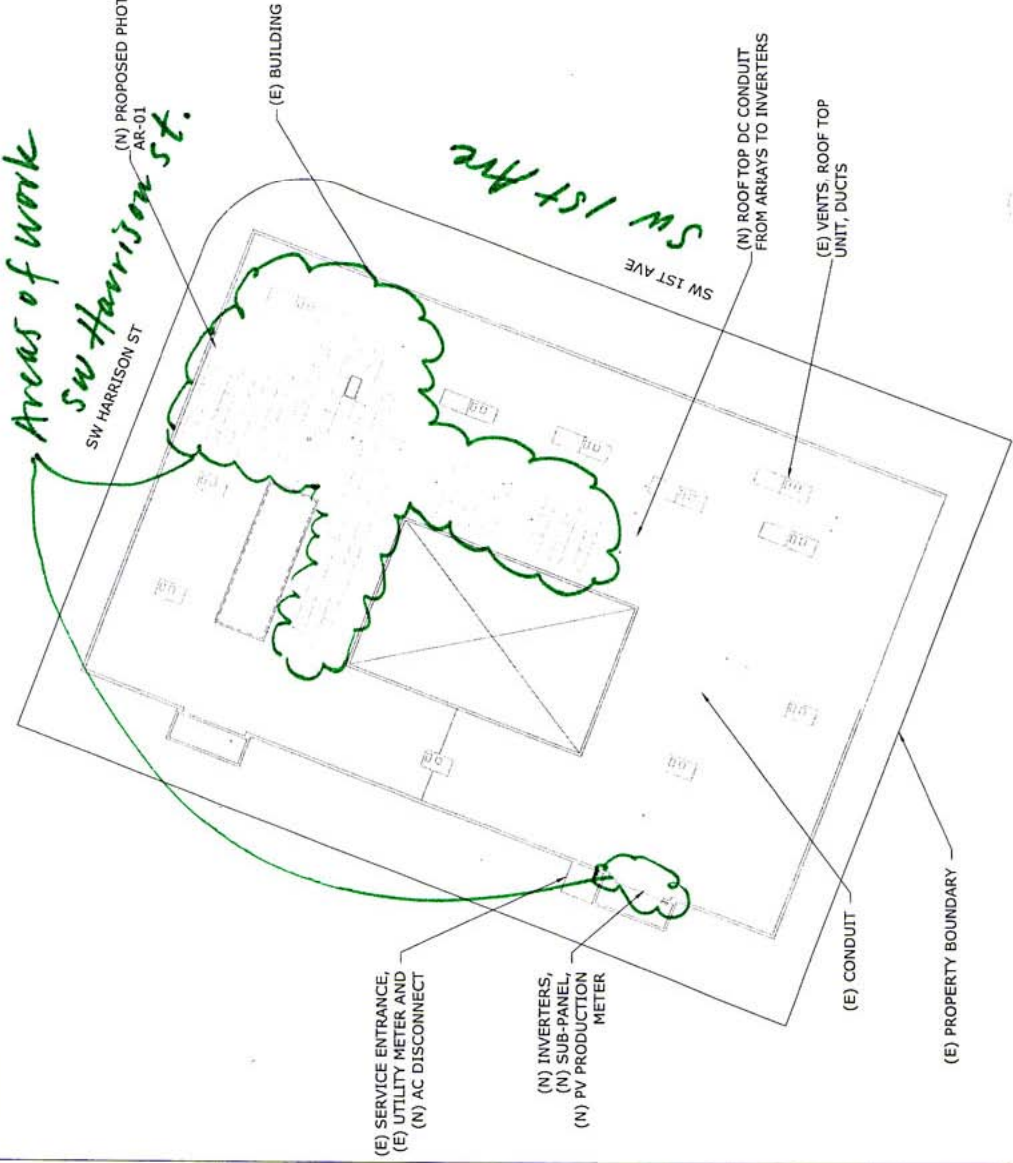 Areas of work
SW Harrison St.
SW HARRISON ST
(N) PROPOSED PHOT
AR-01
(E) BUILDING
SW 1st Ave
SW 1ST AVE
(N) ROOFTOP DC CONDUIT
FROM ARRAYS TO INVERTERS
(E) VENTS, ROOF TOP
UNIT, DUCTS
(E) SERVICE ENTRANCE,
(E) UTILITY METER AND
(N) AC DISCONNECT
(N) INVERTERS,
(N) SUB-PANEL,
(N) PV PRODUCTION
METER
(E) CONDUIT
(E) PROPERTY BOUNDARY